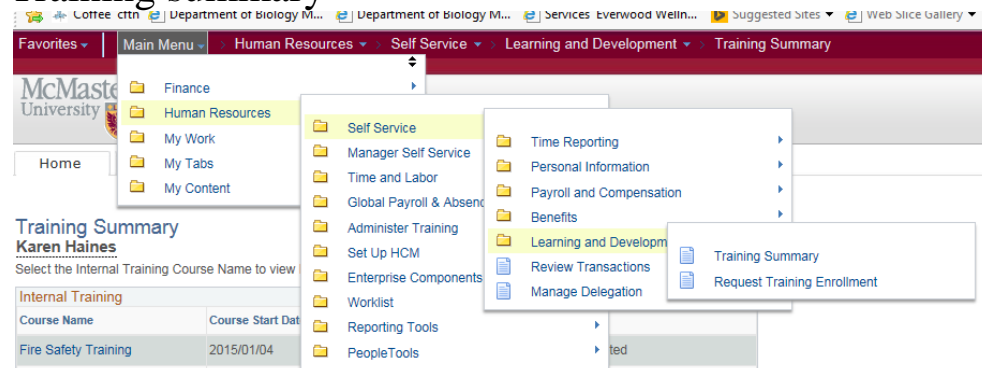 Training Summary
Coffee cttn Department of Biology M... Department of Biology M... Services Everwood Welln... Suggested Sites Web Slice Gallery
Favorites Main Menu > Human Resources > Self Service > Learning and Development > Training Summary
McMaste
University
Home
Finance
Human Resources
My Work
My Tabs
My Content
Self Service
Manager Self Service
Time and Labor
Global Payroll & Absenc
Administer Training
Set Up HCM
Enterprise Components
Worklist
Reporting Tools
PeopleTools
Time Reporting
Personal Information
Payroll and Compensation
Benefits
Learning and Developm
Review Transactions
Manage Delegation
Training Summary
Request Training Enrollment
Training Summary
Karen Haines
Select the Internal Training Course Name to view
Internal Training
Course Name Course Start Dat
Fire Safety Training 2015/01/04 ted